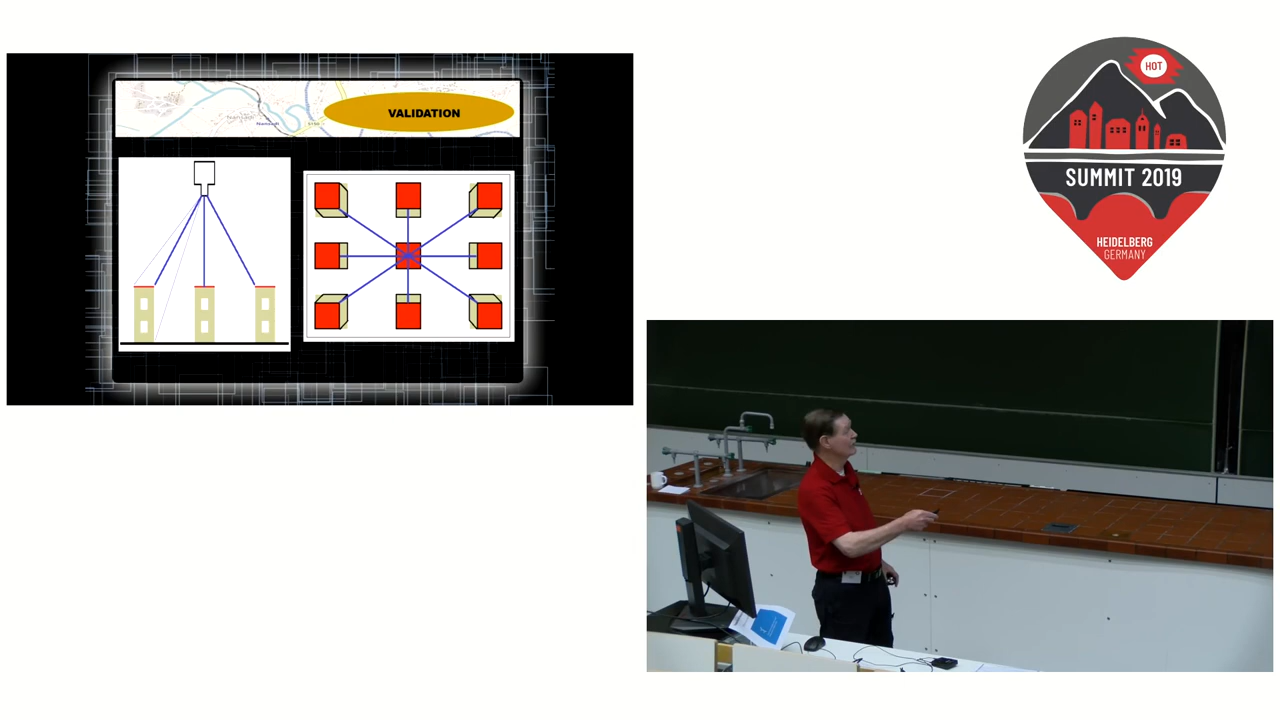 VALIDATION
HOT
SUMMIT 2019
HEIDELBERG
GERMANY